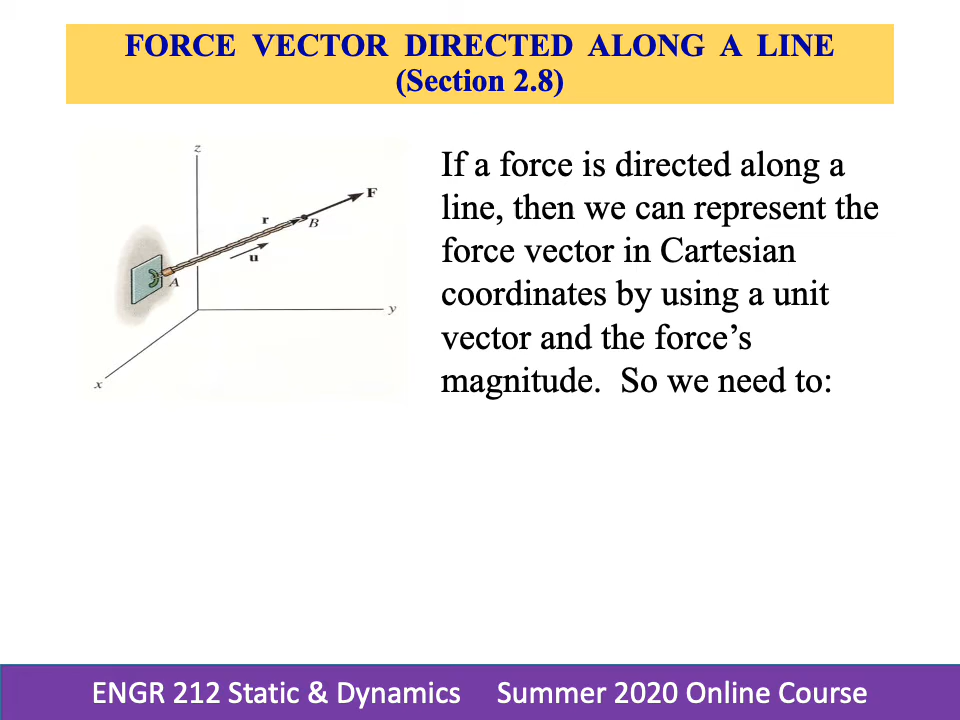 FORCE VECTOR DIRECTED ALONG A LINE
(Section 2.8)
z
F
r
B
u
A
y
x
If a force is directed along a
line, then we can represent the
force vector in Cartesian
coordinates by using a unit
vector and the force’s
magnitude. So we need to:
ENGR 212 Static & Dynamics Summer 2020 Online Course